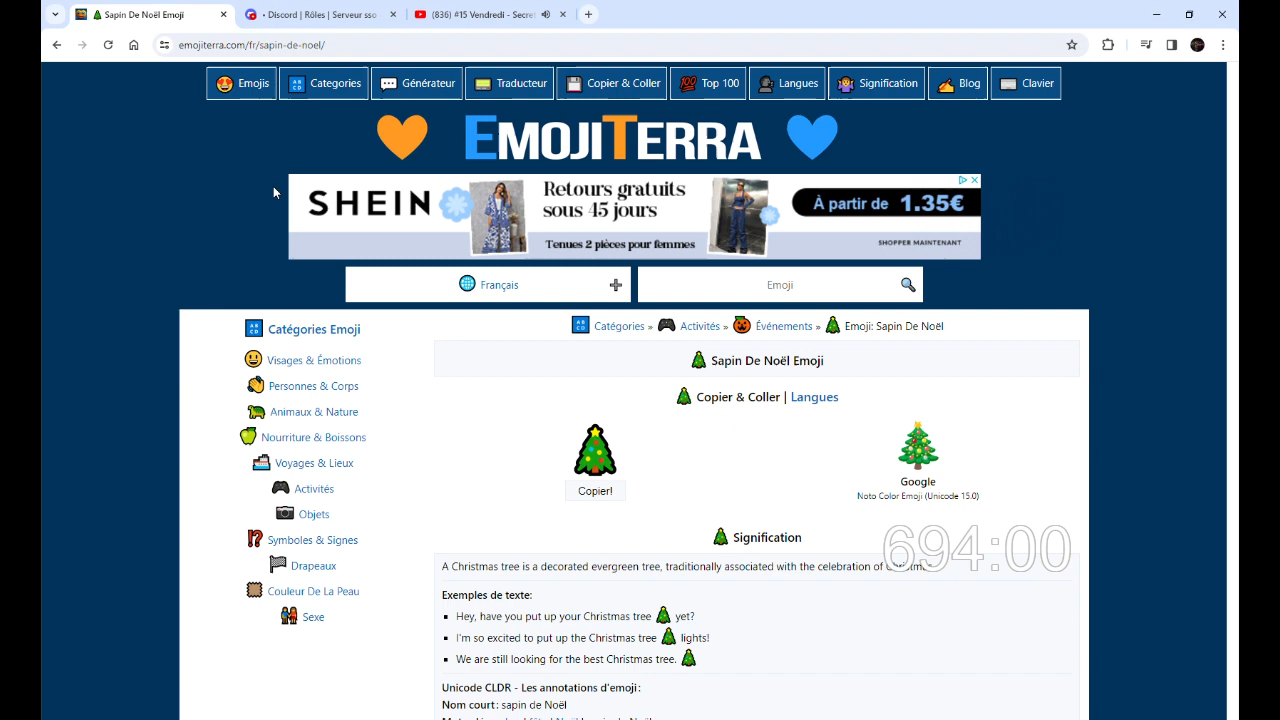 Sapin De Noël Emoji
• Discord | Rôles | Serveur sso
(836) #15 Vendredi - Secre
emojiterra.com/fr/sapin-de-noel/
Emojis
Categories
Générateur
Traducteur
Copier & Coller
Top 100
Langues
Signification
Blog
Clavier
EMOJITERRA
SHEIN
Retours gratuits
sous 45 jours
Tenues 2 pièces pour femmes
À partir de 1.35€
SHOPPER MAINTENANT
Français
Emoji
Catégories Emoji
Visages & Émotions
Personnes & Corps
Animaux & Nature
Nourriture & Boissons
Voyages & Lieux
Activités
Objets
Symboles & Signes
Drapeaux
Couleur De La Peau
Sexe
Catégories » Activités » Événements » Emoji: Sapin De Noël
Sapin De Noël Emoji
Copier & Coller | Langues
Copier!
Google
Noto Color Emoji (Unicode 15.0)
Signification
694:00
A Christmas tree is a decorated evergreen tree, traditionally associated with the celebration of Christmas.
Exemples de texte:
Hey, have you put up your Christmas tree 🎄 yet?
I'm so excited to put up the Christmas tree 🎄 lights!
We are still looking for the best Christmas tree. 🎄
Unicode CLDR - Les annotations d'emoji:
Nom court: sapin de Noël